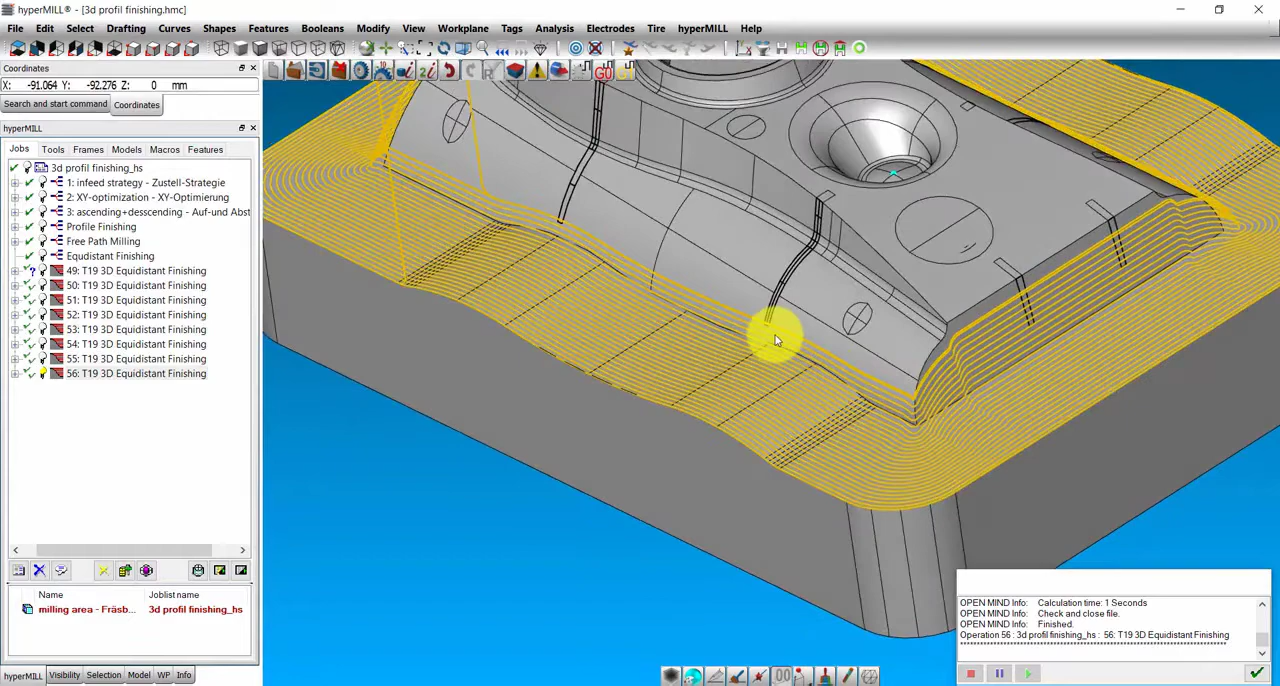 hyperMILL® - [3d profil finishing.hmc]
File Edit Select Drafting Curves Shapes Features Booleans Modify View Workplane Tags Analysis Electrodes Tire hyperMILL Help
Coordinates
X: -91.064 Y: -92.276 Z: 0 mm
Search and start command Coordinates
hyperMILL
Jobs Tools Frames Models Macros Features
3d profil finishing_hs
1: infeed strategy - Zustell-Strategie
2: XY-optimization - XY-Optimierung
3: ascending+desscending - Auf-und Abst
Profile Finishing
Free Path Milling
Equidistant Finishing
49: T19 3D Equidistant Finishing
50: T19 3D Equidistant Finishing
51: T19 3D Equidistant Finishing
52: T19 3D Equidistant Finishing
53: T19 3D Equidistant Finishing
54: T19 3D Equidistant Finishing
55: T19 3D Equidistant Finishing
56: T19 3D Equidistant Finishing
Name Joblist name
milling area - Fräsb... 3d profil finishing_hs
hyperMILL Visibility Selection Model WP Info
OPEN MIND Info: Calculation time: 1 Seconds
OPEN MIND Info: Check and close file.
OPEN MIND Info: Finished.
Operation 56 : 3d profil finishing_hs : 56: T19 3D Equidistant Finishing